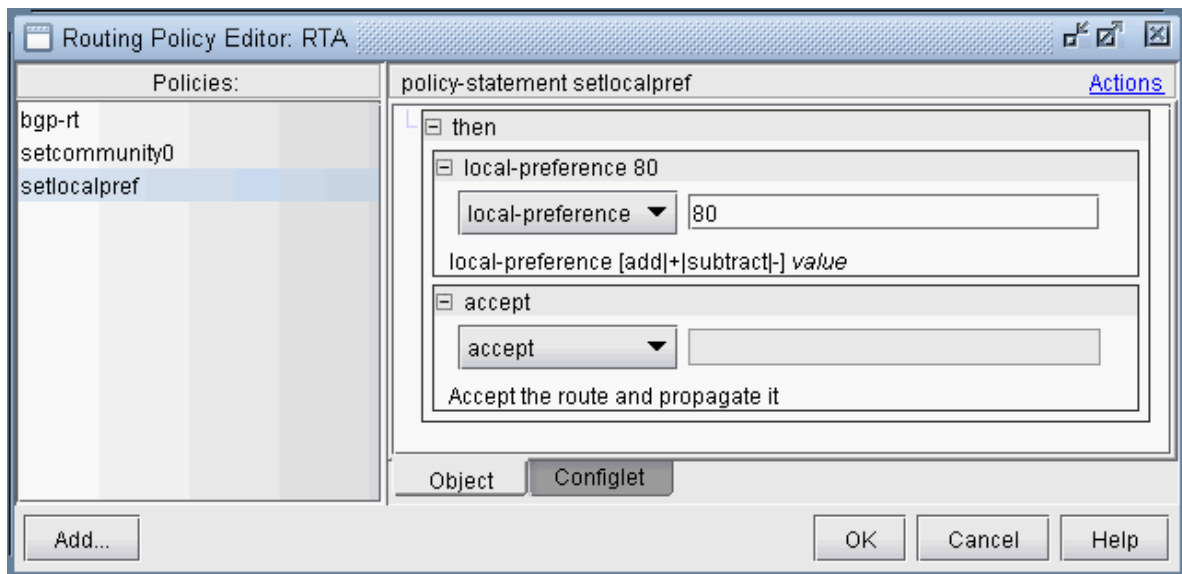 Routing Policy Editor: RTA
Policies:
bgp-rt
setcommunity0
setlocalpref
policy-statement setlocalpref
Actions
then
local-preference 80
local-preference
80
local-preference [add|+|subtract|-] value
accept
accept
Accept the route and propagate it
Object
Configlet
Add...
OK
Cancel
Help